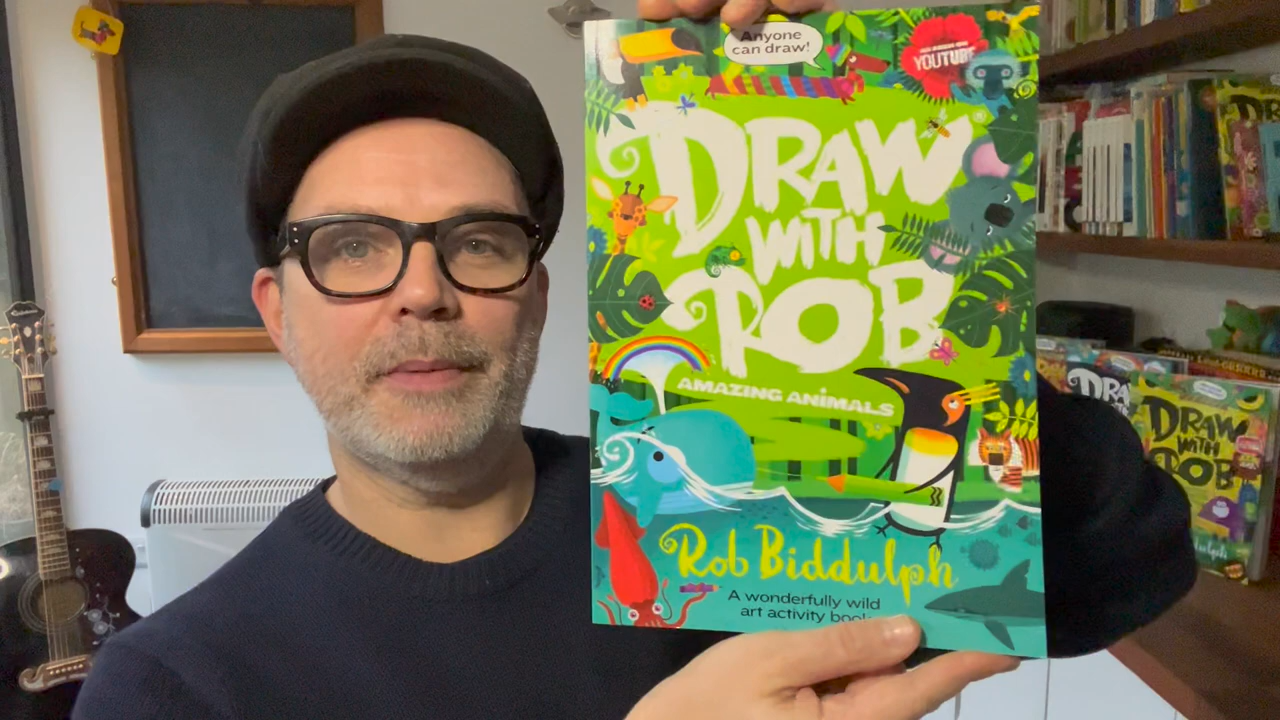 Anyone
can draw!
YOUTUBE
DRAW
WITH
ROB
AMAZING ANIMALS
Rob Biddulph
A wonderfully wild
art activity book
DRAW
DRAW
WITH
ROB